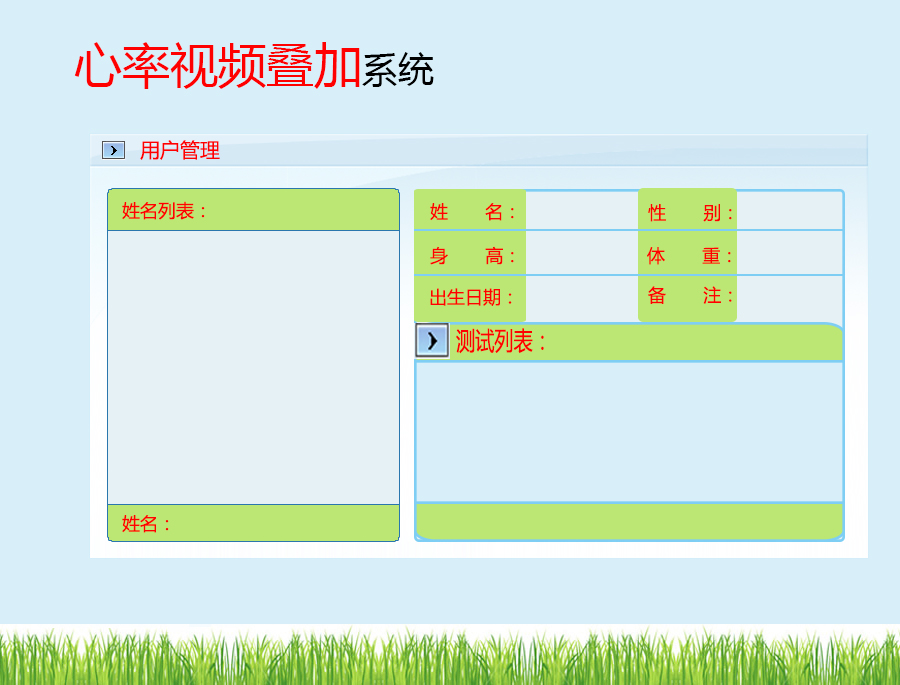 心率视频叠加系统
用户管理
姓名列表：
姓 名： 性 别：
身 高： 体 重：
出生日期： 备 注：
测试列表：
姓名：